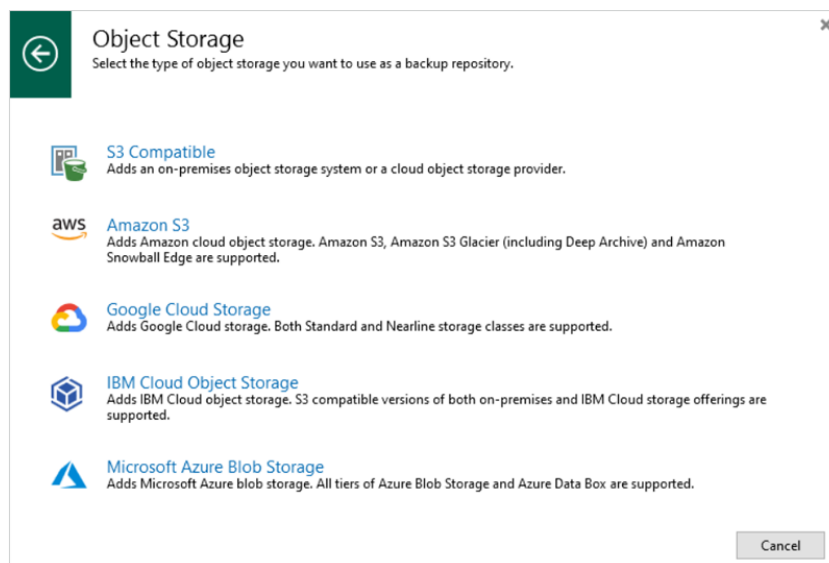 Object Storage
Select the type of object storage you want to use as a backup repository.
S3 Compatible
Adds an on-premises object storage system or a cloud object storage provider.
aws
Amazon S3
Adds Amazon cloud object storage. Amazon S3, Amazon S3 Glacier (including Deep Archive) and Amazon
Snowball Edge are supported.
Google Cloud Storage
Adds Google Cloud storage. Both Standard and Nearline storage classes are supported.
IBM Cloud Object Storage
Adds IBM Cloud object storage. S3 compatible versions of both on-premises and IBM Cloud storage offerings are
supported.
Microsoft Azure Blob Storage
Adds Microsoft Azure blob storage. All tiers of Azure Blob Storage and Azure Data Box are supported.
Cancel